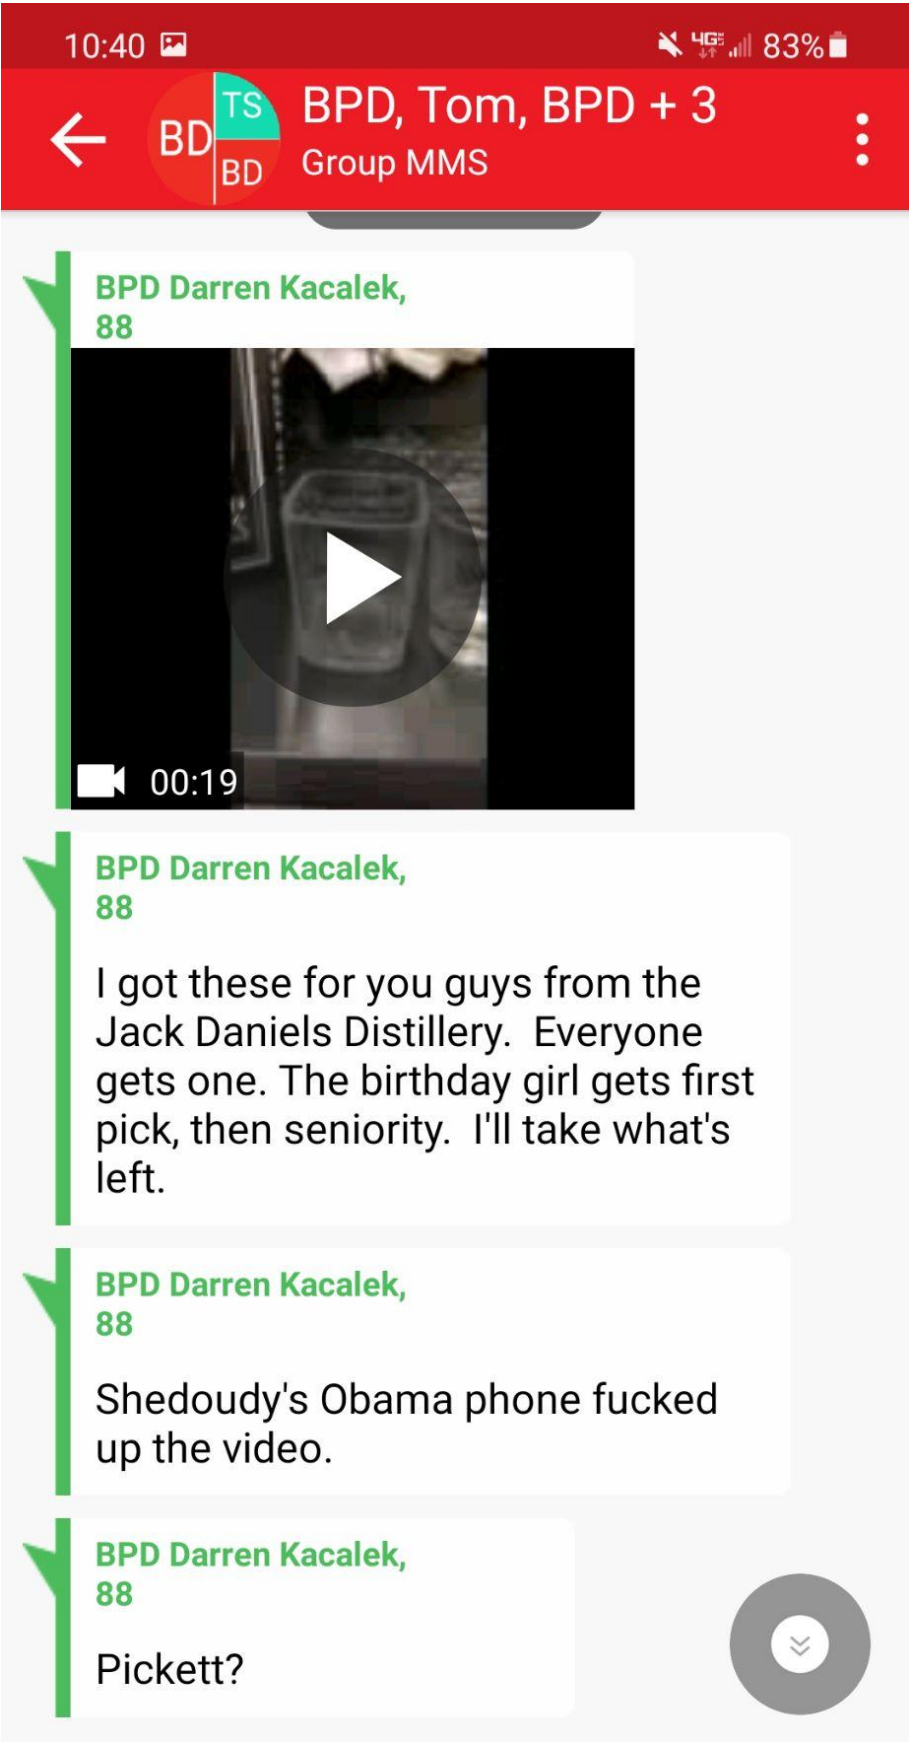 10:40 4G 83%
BD TS BD BPD, Tom, BPD + 3
Group MMS
BPD Darren Kacalek,
88
00:19
BPD Darren Kacalek,
88
I got these for you guys from the
Jack Daniels Distillery.  Everyone
gets one. The birthday girl gets first
pick, then seniority.  I'll take what's
left.
BPD Darren Kacalek,
88
Shedoudy's Obama phone fucked
up the video.
BPD Darren Kacalek,
88
Pickett?